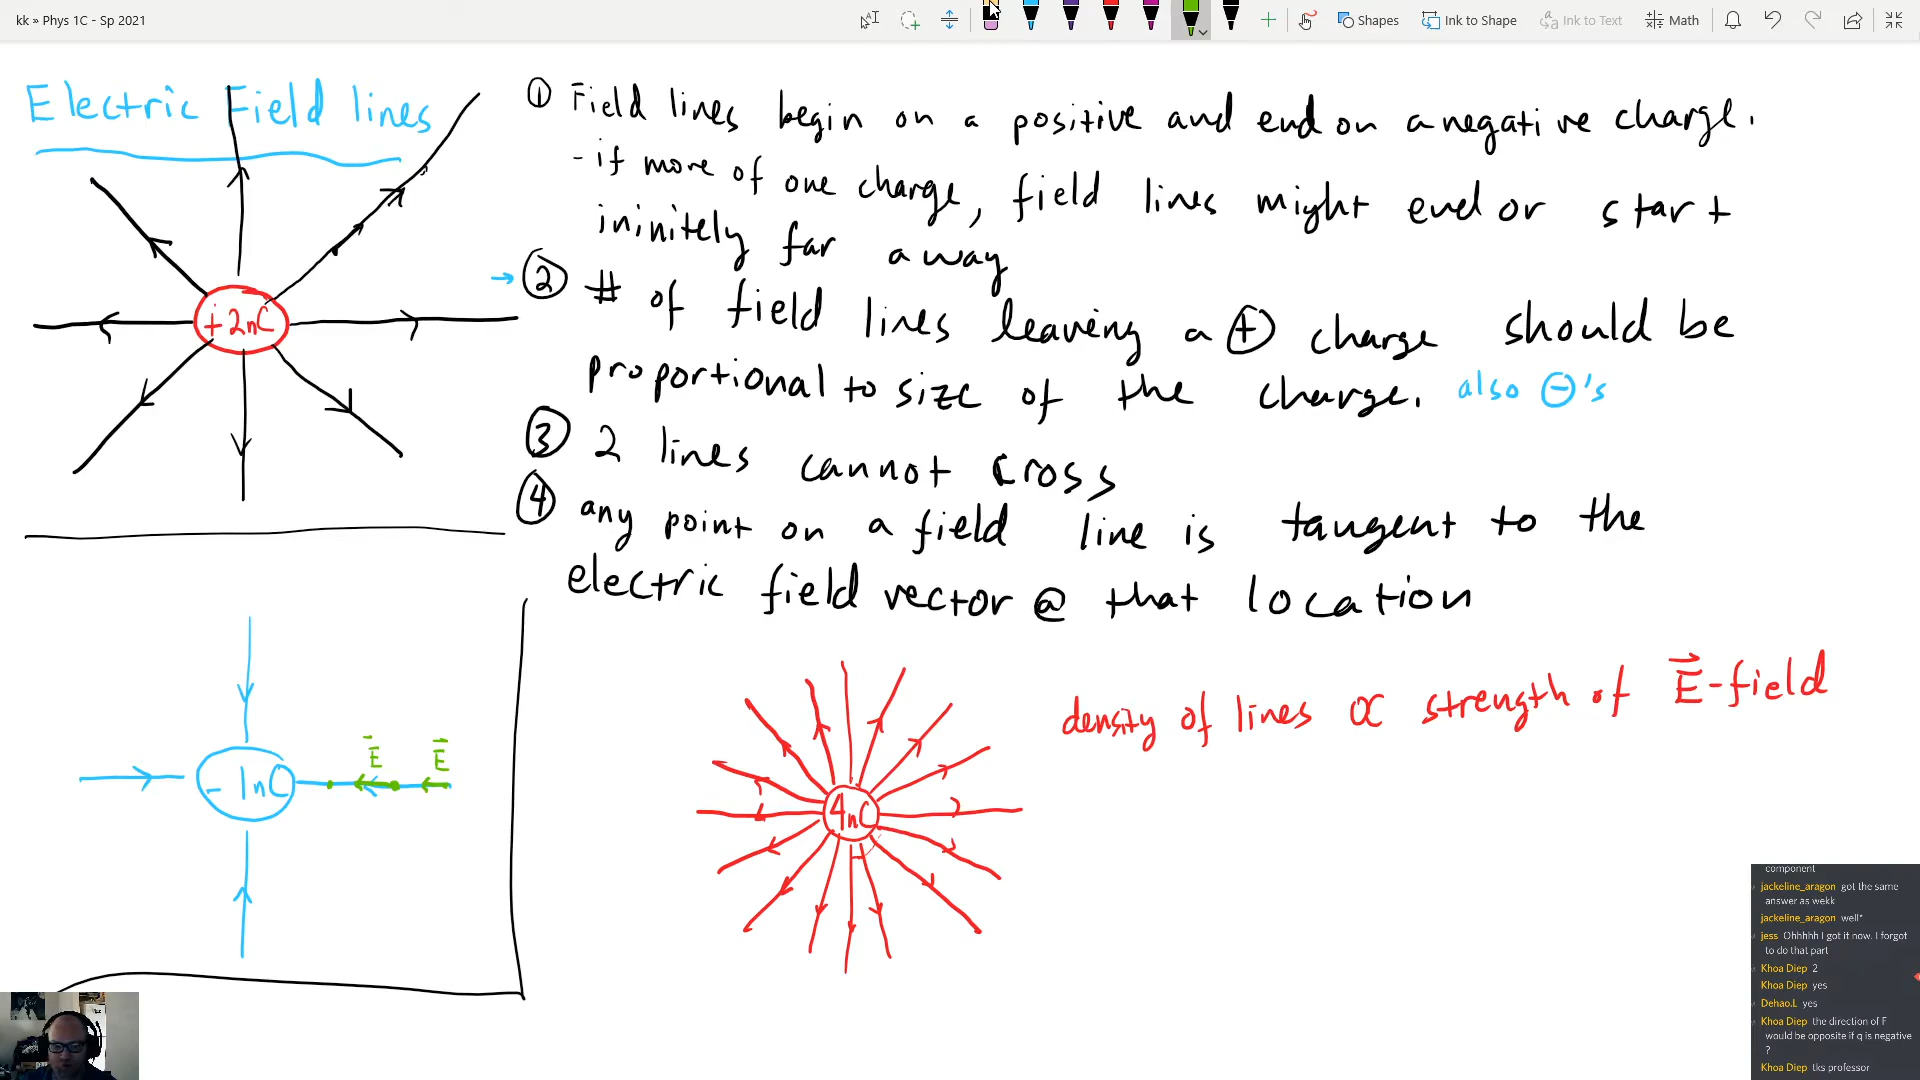 kk » Phys 1C - Sp 2021
Shapes
Ink to Shape
Ink to Text
Math
Electric Field lines
+2nC
① Field lines begin on a positive and end on a negative charge.
- if more of one charge, field lines might end or start
ininitely far away
→ ② # of field lines leaving a ⊕ charge should be
proportional to size of the charge. also ⊖'s
③ 2 lines cannot cross
④ any point on a field line is tangent to the
electric field vector @ that location
-1nC
E
E
4nC
density of lines ∝ strength of E-field
component
jackeline_aragon got the same
answer as wekk
jackeline_aragon well*
jess Ohhhhh I got it now. I forgot
to do that part
Khoa Diep 2
Khoa Diep yes
Dehao.L yes
Khoa Diep the direction of F
would be opposite if q is negative
?
Khoa Diep tks professor